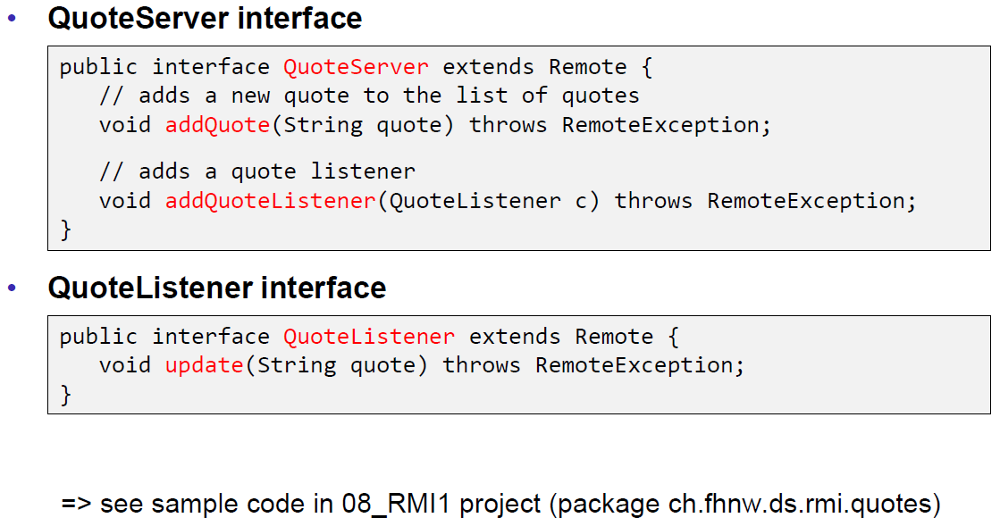 • QuoteServer interface
public interface QuoteServer extends Remote {
// adds a new quote to the list of quotes
void addQuote(String quote) throws RemoteException;
// adds a quote listener
void addQuoteListener(QuoteListener c) throws RemoteException;
}
• QuoteListener interface
public interface QuoteListener extends Remote {
void update(String quote) throws RemoteException;
}
=> see sample code in 08_RMI1 project (package ch.fhnw.ds.rmi.quotes)